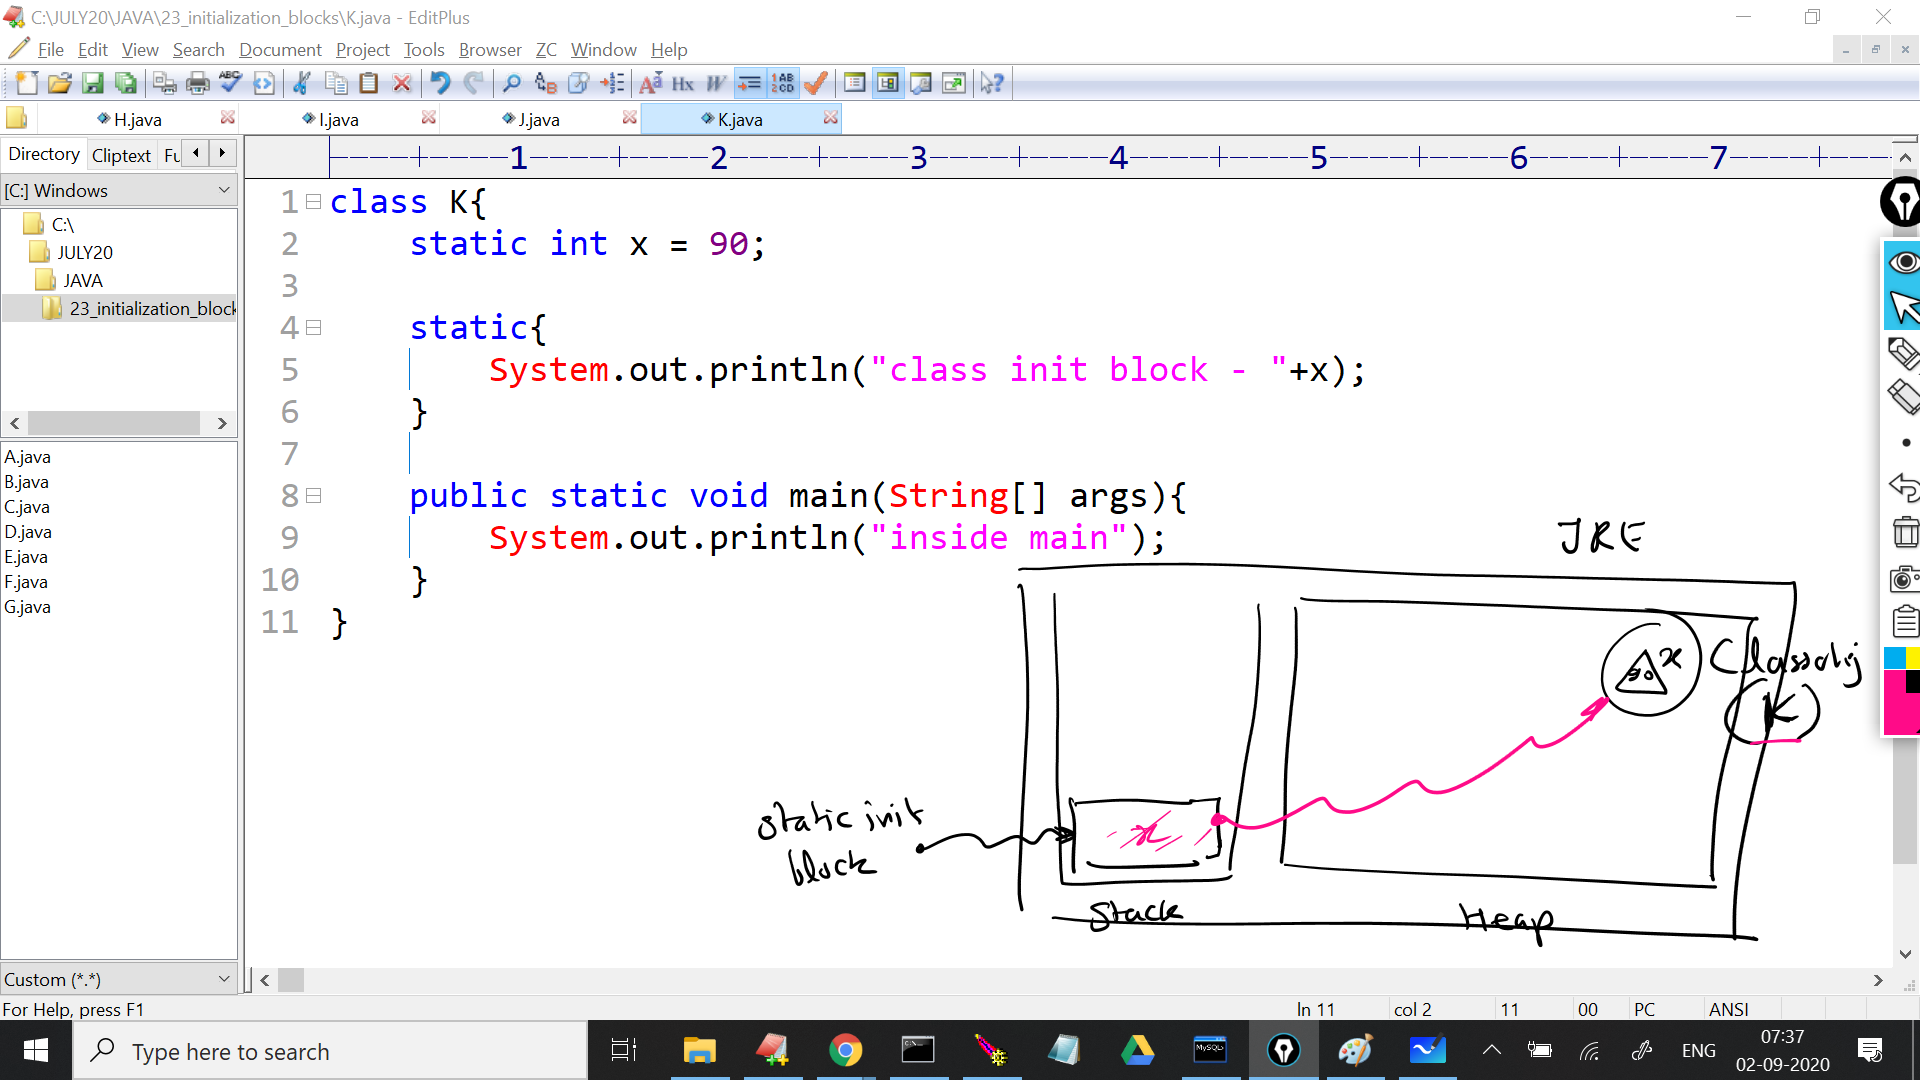 C:\JULY20\JAVA\23_initialization_blocks\K.java - EditPlus
File Edit View Search Document Project Tools Browser ZC Window Help
H.java I.java J.java K.java
Directory Cliptext Fu
1 2 3 4 5 6 7
[C:] Windows
C:\
JULY20
JAVA
23_initialization_block
A.java
B.java
C.java
D.java
E.java
F.java
G.java
Custom (*.*)
1 class K{
2 static int x = 90;
3
4 static{
5 System.out.println("class init block - "+x);
6 }
7
8 public static void main(String[] args){
9 System.out.println("inside main");
10 }
11 }
JRE
90 x
Classobj
(K)
static init
block
x
Stack
Heap
For Help, press F1
ln 11 col 2 11 00 PC ANSI
Type here to search
MySQL
ENG
07:37
02-09-2020